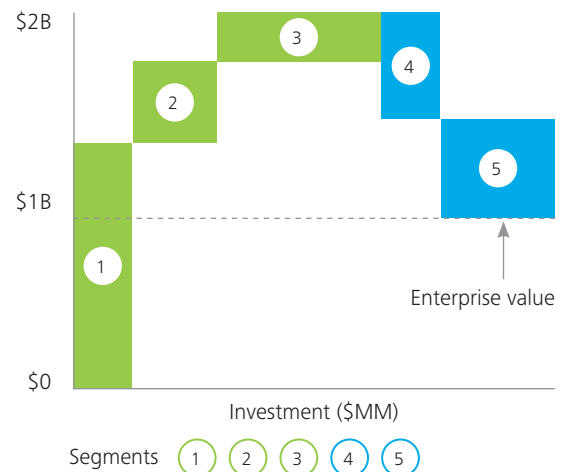 $2B
3
4
2
5
$1B
1
Enterprise value
$0
Investment ($MM)
Segments 1 2 3 4 5